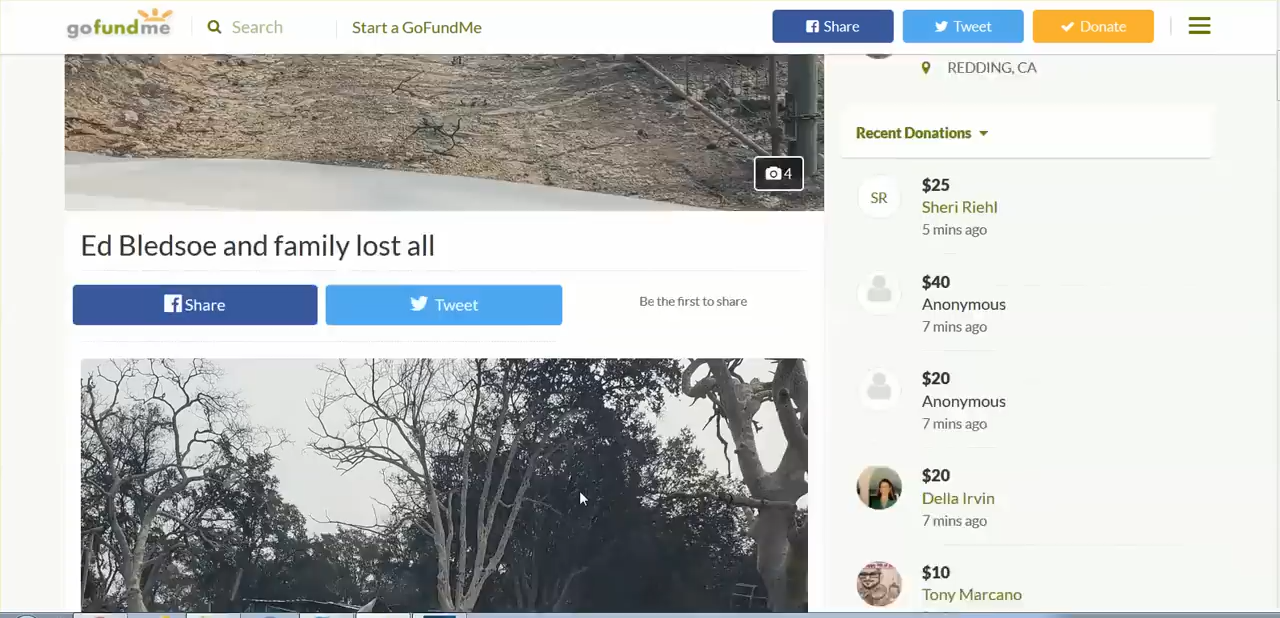 gofundme
Search
Start a GoFundMe
Share
Tweet
Donate
REDDING, CA
Recent Donations
4
SR
$25
Sheri Riehl
5 mins ago
Ed Bledsoe and family lost all
Share
Tweet
Be the first to share
$40
Anonymous
7 mins ago
$20
Anonymous
7 mins ago
$20
Della Irvin
7 mins ago
$10
Tony Marcano